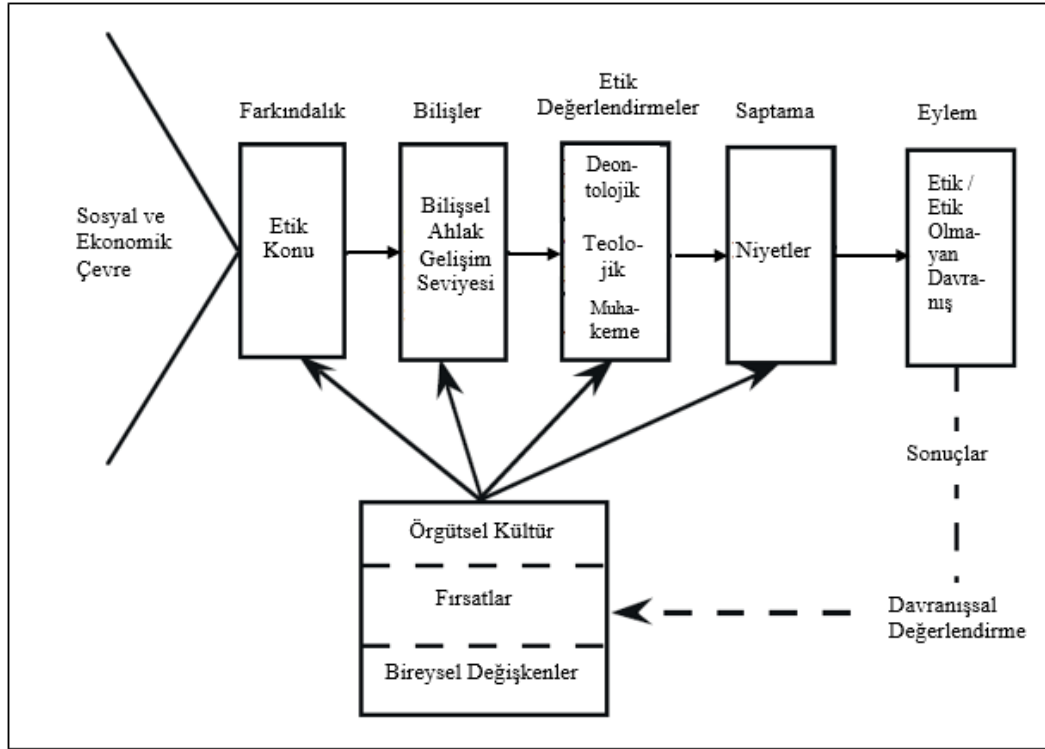 Sosyal ve
Ekonomik
Çevre
Farkındalık
Etik
Konu
Bilişler
Bilişsel
Ahlak
Gelişim
Seviyesi
Etik
Değerlendirmeler
Deon-
tolojik
Teolo-
jik
Muha-
keme
Saptama
Niyetler
Eylem
Etik /
Etik
Olma-
yan
Davra-
nış
Sonuçlar
Davranışsal
Değerlendirme
Örgütsel Kültür
Fırsatlar
Bireysel Değişkenler